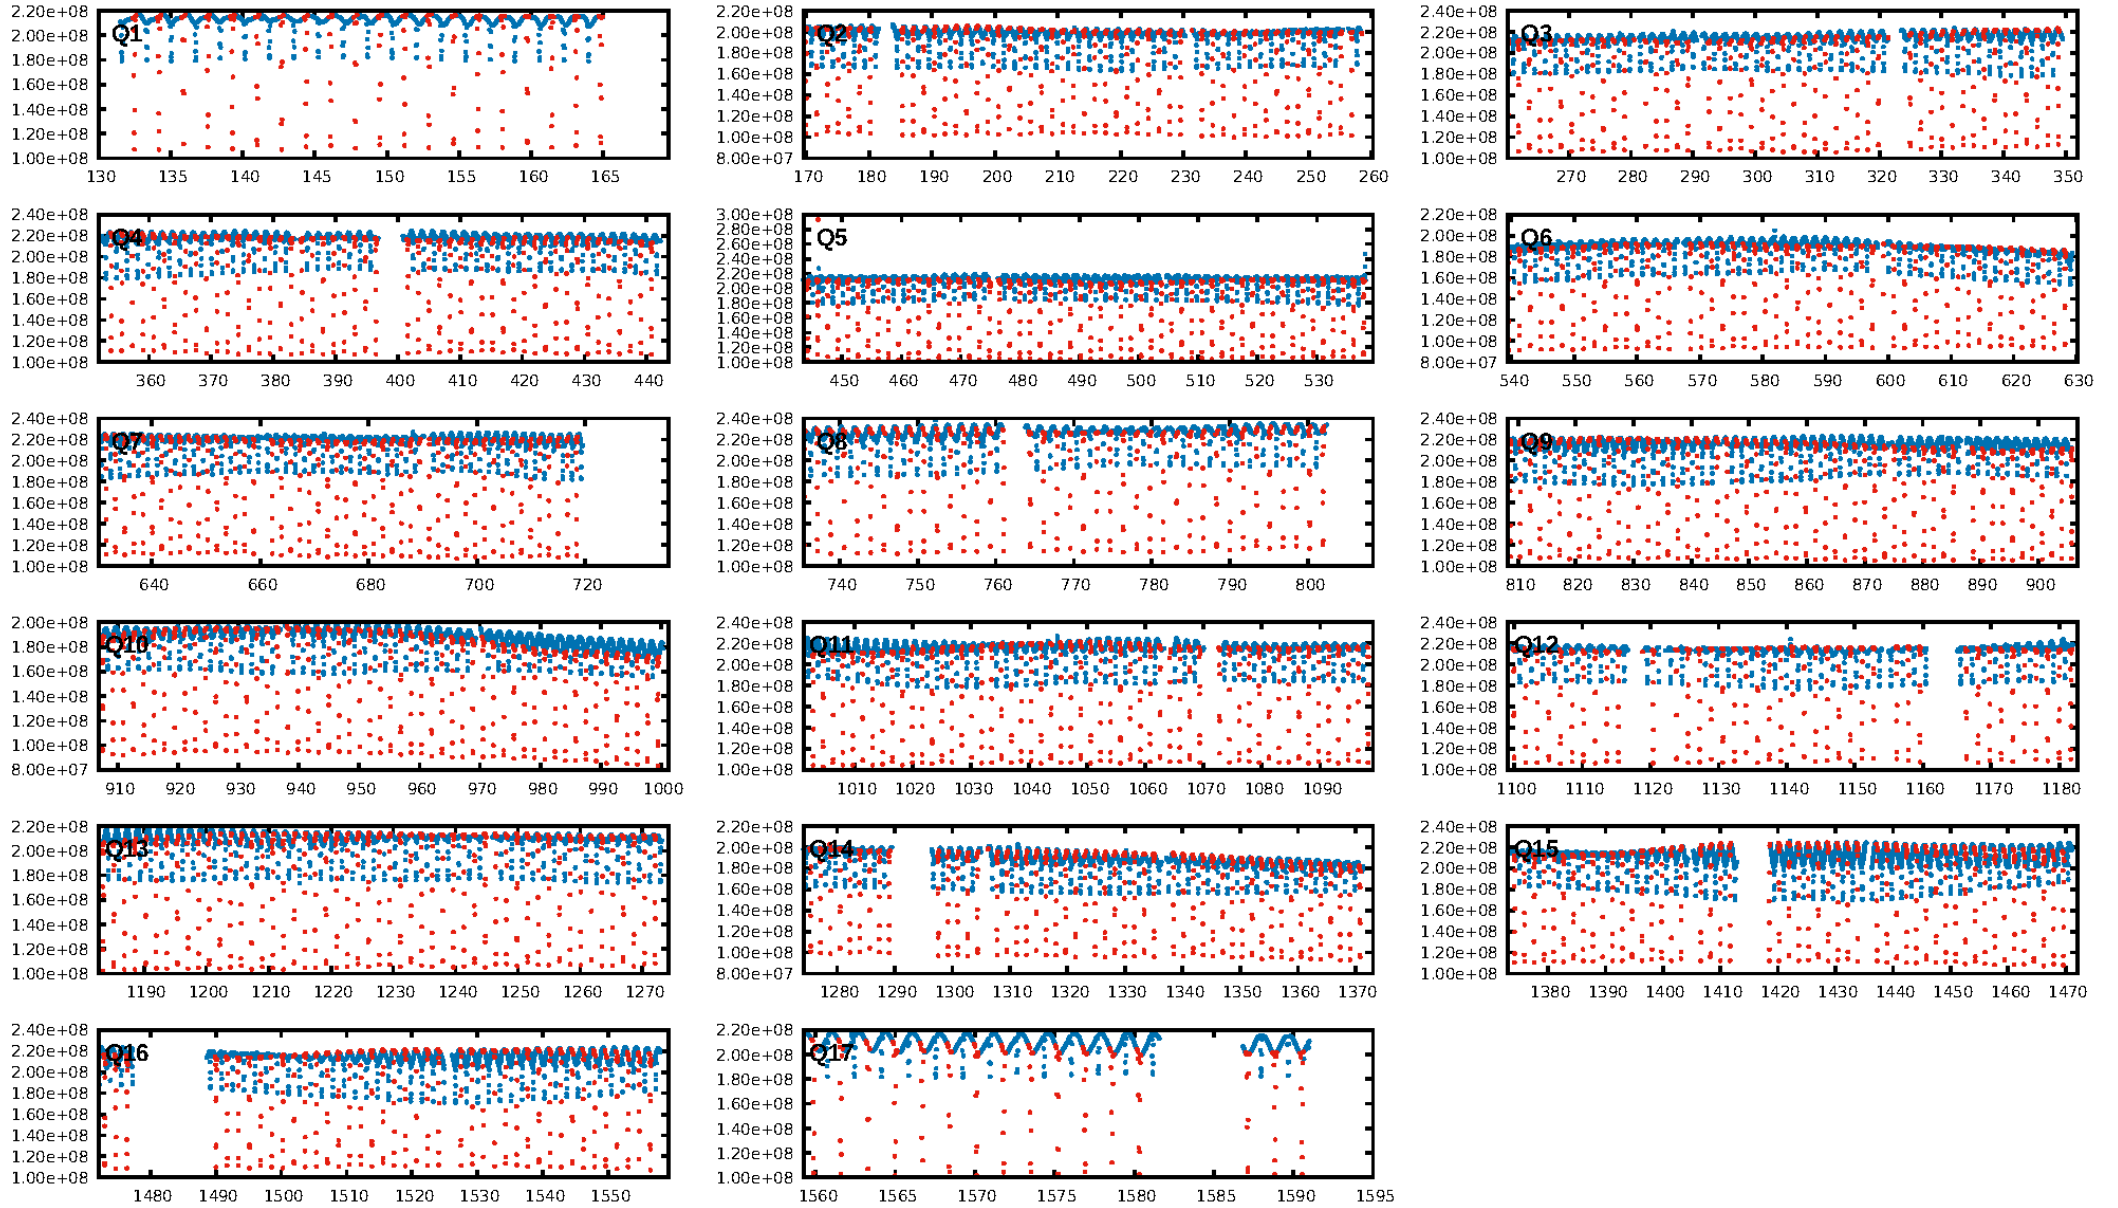 2.20e+08 2.00e+08 1.80e+08 1.60e+08 1.40e+08 1.20e+08 1.00e+08
Q1
130 135 140 145 150 155 160 165
2.20e+08 2.00e+08 1.80e+08 1.60e+08 1.40e+08 1.20e+08 1.00e+08 8.00e+07
Q2
170 180 190 200 210 220 230 240 250 260
2.40e+08 2.20e+08 2.00e+08 1.80e+08 1.60e+08 1.40e+08 1.20e+08 1.00e+08
Q3
270 280 290 300 310 320 330 340 350
2.40e+08 2.20e+08 2.00e+08 1.80e+08 1.60e+08 1.40e+08 1.20e+08 1.00e+08
Q4
360 370 380 390 400 410 420 430 440
3.00e+08 2.80e+08 2.60e+08 2.40e+08 2.20e+08 2.00e+08 1.80e+08 1.60e+08 1.40e+08 1.20e+08 1.00e+08
Q5
450 460 470 480 490 500 510 520 530
2.20e+08 2.00e+08 1.80e+08 1.60e+08 1.40e+08 1.20e+08 1.00e+08 8.00e+07
Q6
540 550 560 570 580 590 600 610 620 630
2.40e+08 2.20e+08 2.00e+08 1.80e+08 1.60e+08 1.40e+08 1.20e+08 1.00e+08
Q7
640 660 680 700 720
2.40e+08 2.20e+08 2.00e+08 1.80e+08 1.60e+08 1.40e+08 1.20e+08 1.00e+08
Q8
740 750 760 770 780 790 800
2.40e+08 2.20e+08 2.00e+08 1.80e+08 1.60e+08 1.40e+08 1.20e+08 1.00e+08
Q9
810 820 830 840 850 860 870 880 890 900
2.00e+08 1.80e+08 1.60e+08 1.40e+08 1.20e+08 1.00e+08 8.00e+07
Q10
910 920 930 940 950 960 970 980 990 1000
2.40e+08 2.20e+08 2.00e+08 1.80e+08 1.60e+08 1.40e+08 1.20e+08 1.00e+08
Q11
1010 1020 1030 1040 1050 1060 1070 1080 1090
2.40e+08 2.20e+08 2.00e+08 1.80e+08 1.60e+08 1.40e+08 1.20e+08 1.00e+08
Q12
1100 1110 1120 1130 1140 1150 1160 1170 1180
2.20e+08 2.00e+08 1.80e+08 1.60e+08 1.40e+08 1.20e+08 1.00e+08
Q13
1190 1200 1210 1220 1230 1240 1250 1260 1270
2.20e+08 2.00e+08 1.80e+08 1.60e+08 1.40e+08 1.20e+08 1.00e+08 8.00e+07
Q14
1280 1290 1300 1310 1320 1330 1340 1350 1360 1370
2.40e+08 2.20e+08 2.00e+08 1.80e+08 1.60e+08 1.40e+08 1.20e+08 1.00e+08
Q15
1380 1390 1400 1410 1420 1430 1440 1450 1460 1470
2.40e+08 2.20e+08 2.00e+08 1.80e+08 1.60e+08 1.40e+08 1.20e+08 1.00e+08
Q16
1480 1490 1500 1510 1520 1530 1540 1550
2.20e+08 2.00e+08 1.80e+08 1.60e+08 1.40e+08 1.20e+08 1.00e+08
Q17
1560 1565 1570 1575 1580 1585 1590 1595